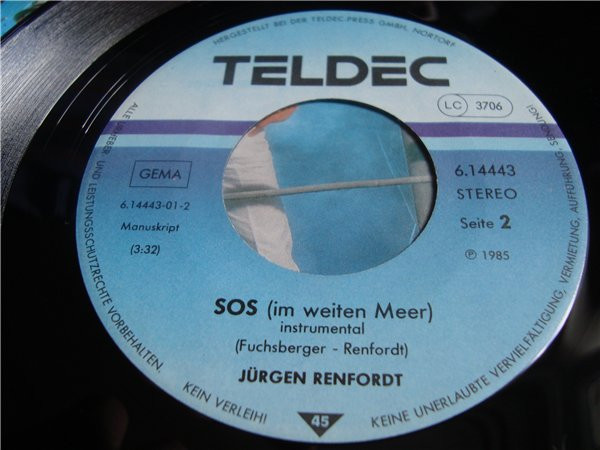 HERGESTELLT BEI DER TELDEC-PRESS GMBH, NORTORF
TELDEC
LC 3706
GEMA
6.14443-01-2
Manuskript
(3:32)
6.14443
STEREO
Seite 2
℗ 1985
SOS (im weiten Meer)
instrumental
(Fuchsberger - Renfordt)
JÜRGEN RENFORDT
45
ALLE URHEBER- UND LEISTUNGSSCHUTZRECHTE VORBEHALTEN.
KEIN VERLEIH!
KEINE UNERLAUBTE VERVIELFÄLTIGUNG, VERMIETUNG, AUFFÜHRUNG, SENDUNG!